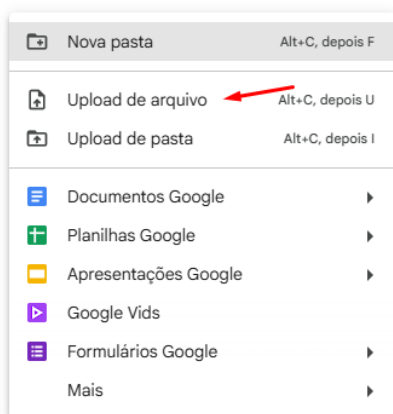 Nova pasta Alt+C, depois F
Upload de arquivo Alt+C, depois U
Upload de pasta Alt+C, depois I
Documentos Google
Planilhas Google
Apresentações Google
Google Vids
Formulários Google
Mais